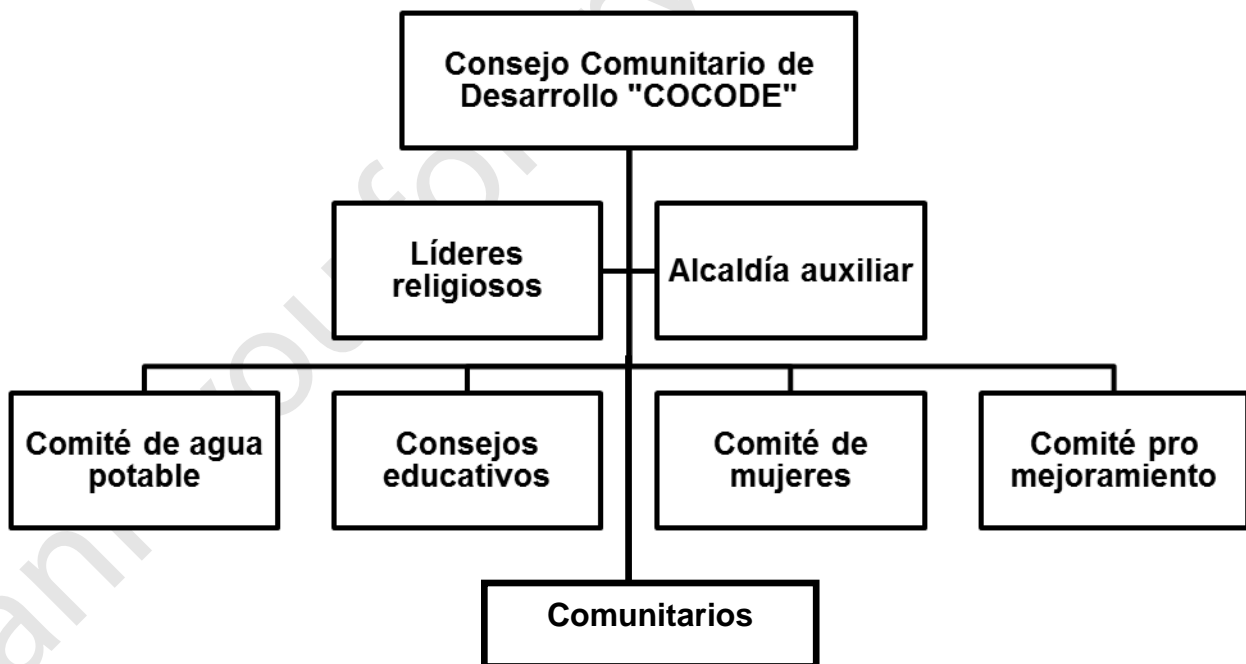 Consejo Comunitario de
Desarrollo "COCODE"
Líderes
religiosos
Alcaldía auxiliar
Comité de agua
potable
Consejos
educativos
Comité de
mujeres
Comité pro
mejoramiento
Comunitarios